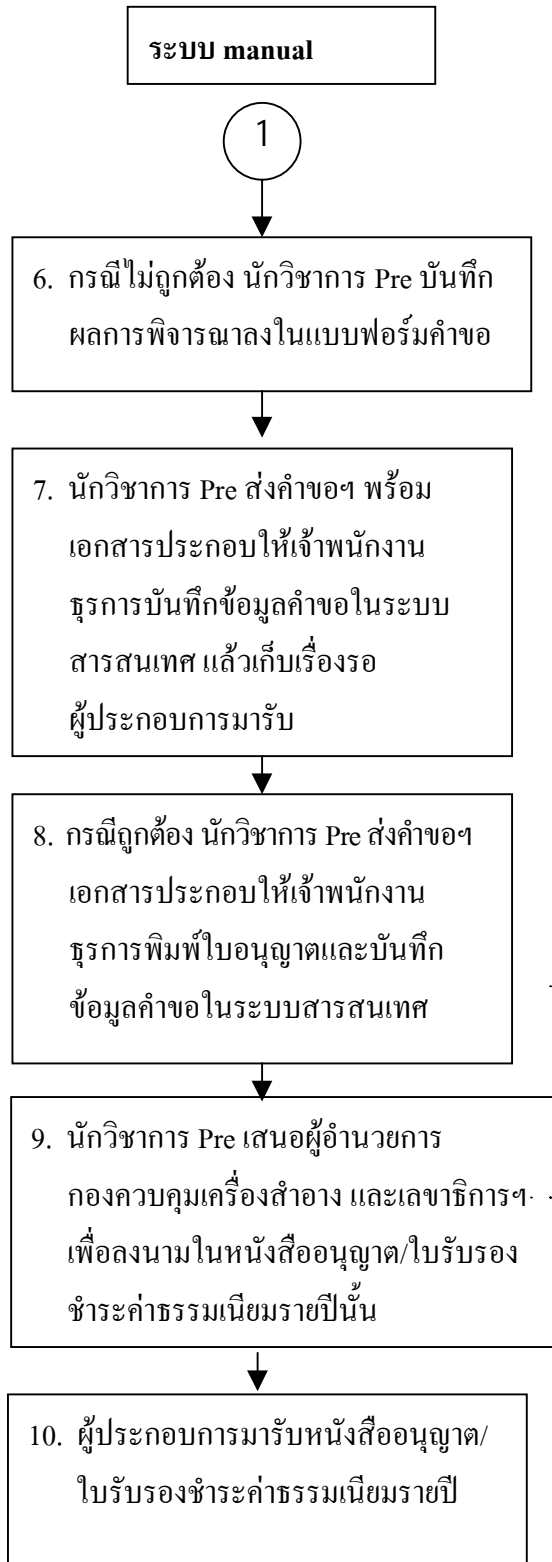 ระบบ manual
1
6. กรณีไม่ถูกต้อง นักวิชาการ Pre บันทึก
ผลการพิจารณาลงในแบบฟอร์มคำขอ
7. นักวิชาการ Pre ส่งคำขอฯ พร้อม
เอกสารประกอบให้เจ้าพนักงาน
ธุรการบันทึกข้อมูลคำขอในระบบ
สารสนเทศ แล้วเก็บเรื่องรอ
ผู้ประกอบการมารับ
8. กรณีถูกต้อง นักวิชาการ Pre ส่งคำขอฯ
เอกสารประกอบให้เจ้าพนักงาน
ธุรการพิมพ์ใบอนุญาตและบันทึก
ข้อมูลคำขอในระบบสารสนเทศ
9. นักวิชาการ Pre เสนอผู้อำนวยการ
กองควบคุมเครื่องสำอาง และเลขาธิการฯ
เพื่อลงนามในหนังสืออนุญาต/ใบรับรอง
ชำระค่าธรรมเนียมรายปีนั้น
10. ผู้ประกอบการมารับหนังสืออนุญาต/
ใบรับรองชำระค่าธรรมเนียมรายปี